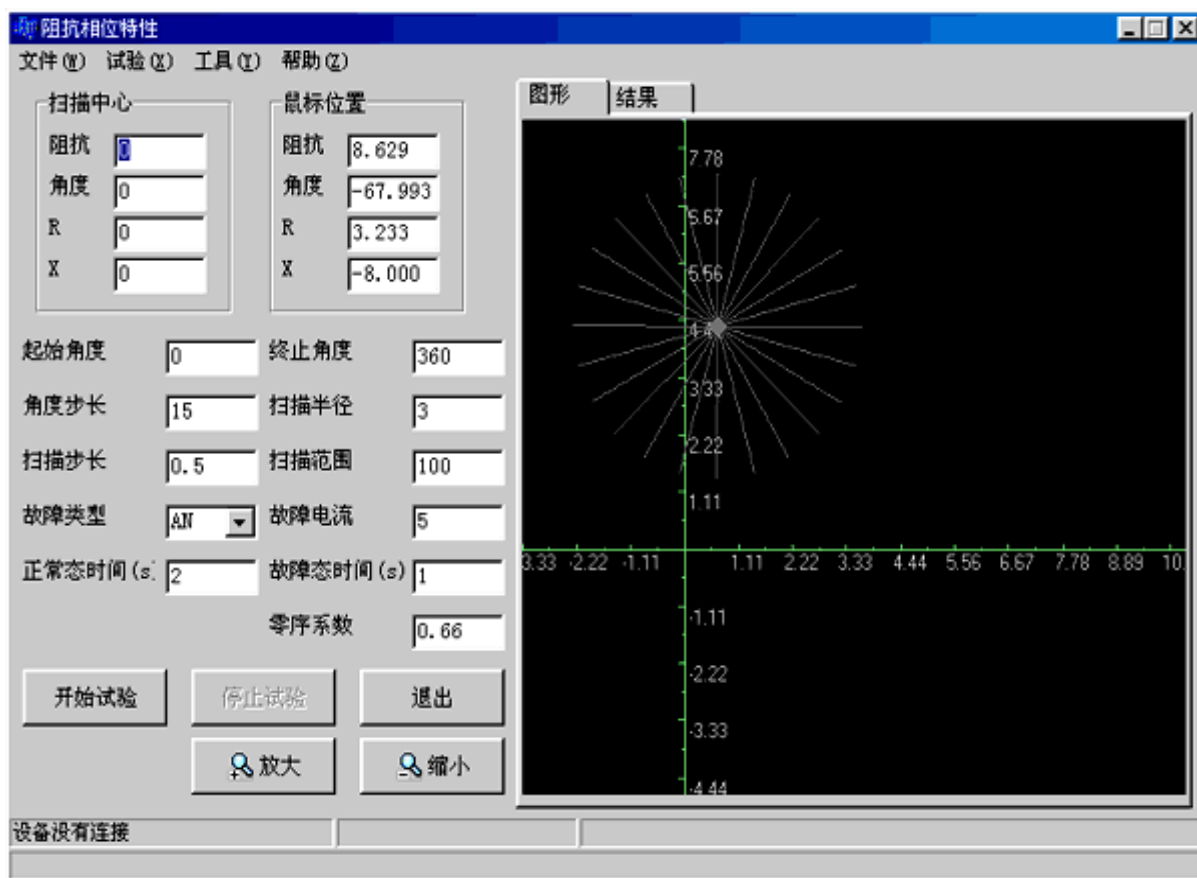 阻抗相位特性
文件(W) 试验(X) 工具(Y) 帮助(Z)
扫描中心
阻抗 0
角度 0
R 0
X 0
鼠标位置
阻抗 8.629
角度 -67.993
R 3.233
X -8.000
起始角度 0 终止角度 360
角度步长 15 扫描半径 3
扫描步长 0.5 扫描范围 100
故障类型 AN 故障电流 5
正常态时间(s) 2 故障态时间(s) 1
零序系数 0.66
开始试验 停止试验 退出
放大 缩小
图形 结果
7.78
6.67
5.56
4.4
3.33
2.22
1.11
3.33 -2.22 -1.11 1.11 2.22 3.33 4.44 5.56 6.67 7.78 8.89 10.
-1.11
-2.22
-3.33
-4.44
设备没有连接